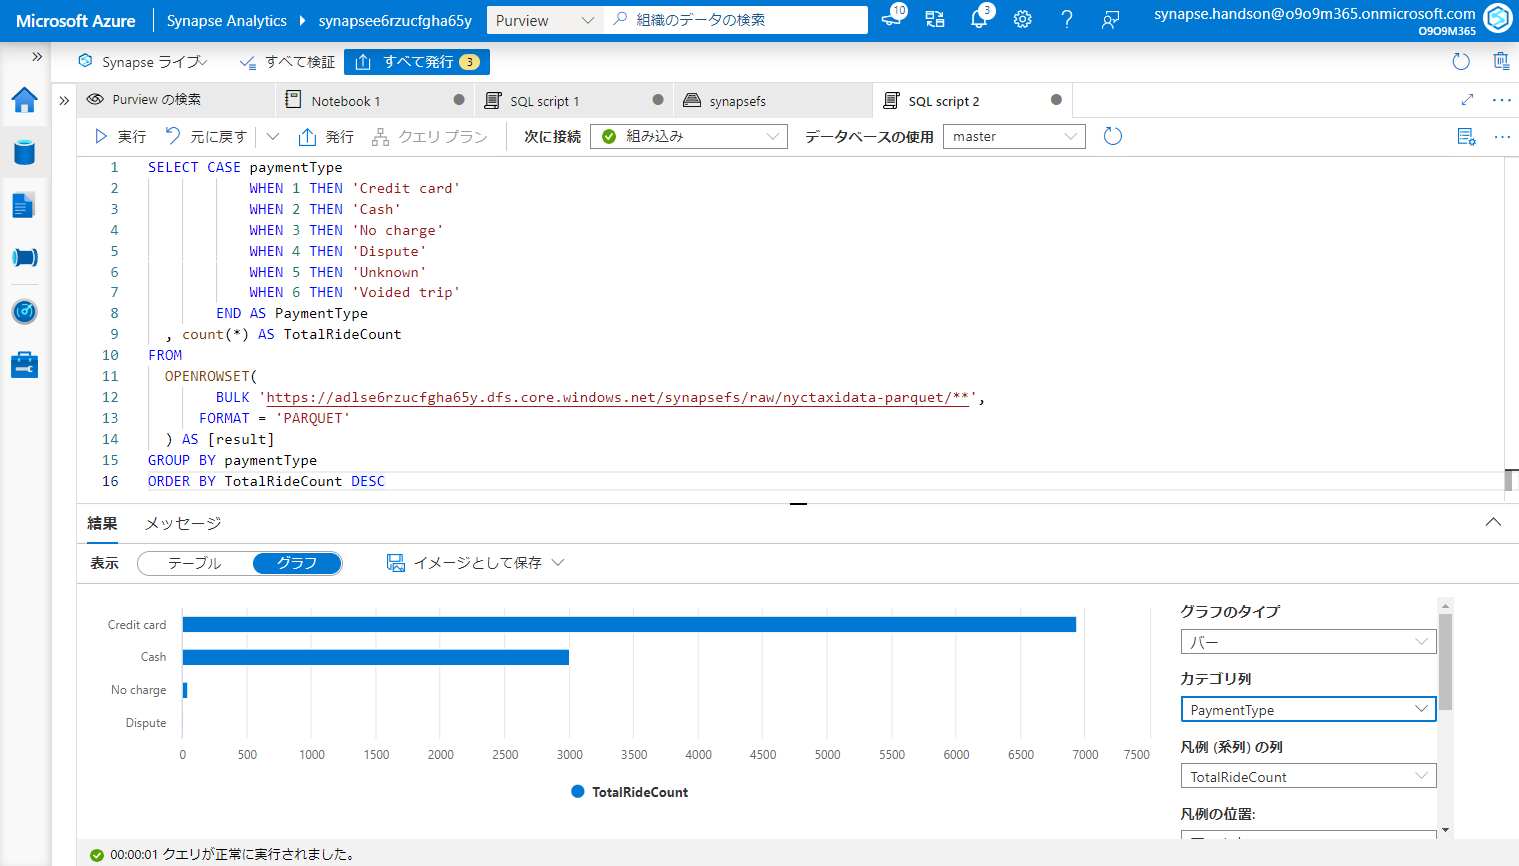 Microsoft Azure
Synapse Analytics
synapsee6rzucfgha65y
Purview
組織のデータの検索
10
3
synapse.handson@o9o9m365.onmicrosoft.com
O9O9M365
Synapse ライブ
すべて検証
すべて発行 3
Purview の検索
Notebook 1
SQL script 1
synapsefs
SQL script 2
実行
元に戻す
発行
クエリ プラン
次に接続
組み込み
データベースの使用
master
1 SELECT CASE paymentType
2 WHEN 1 THEN 'Credit card'
3 WHEN 2 THEN 'Cash'
4 WHEN 3 THEN 'No charge'
5 WHEN 4 THEN 'Dispute'
6 WHEN 5 THEN 'Unknown'
7 WHEN 6 THEN 'Voided trip'
8 END AS PaymentType
9 , count(*) AS TotalRideCount
10 FROM
11 OPENROWSET(
12 BULK 'https://adlse6rzucfgha65y.dfs.core.windows.net/synapsefs/raw/nyctaxidata-parquet/**',
13 FORMAT = 'PARQUET'
14 ) AS [result]
15 GROUP BY paymentType
16 ORDER BY TotalRideCount DESC
結果
メッセージ
表示
テーブル
グラフ
イメージとして保存
Credit card
Cash
No charge
Dispute
0 500 1000 1500 2000 2500 3000 3500 4000 4500 5000 5500 6000 6500 7000 7500
TotalRideCount
グラフのタイプ
バー
カテゴリ列
PaymentType
凡例 (系列) の列
TotalRideCount
凡例の位置:
00:00:01 クエリが正常に実行されました。